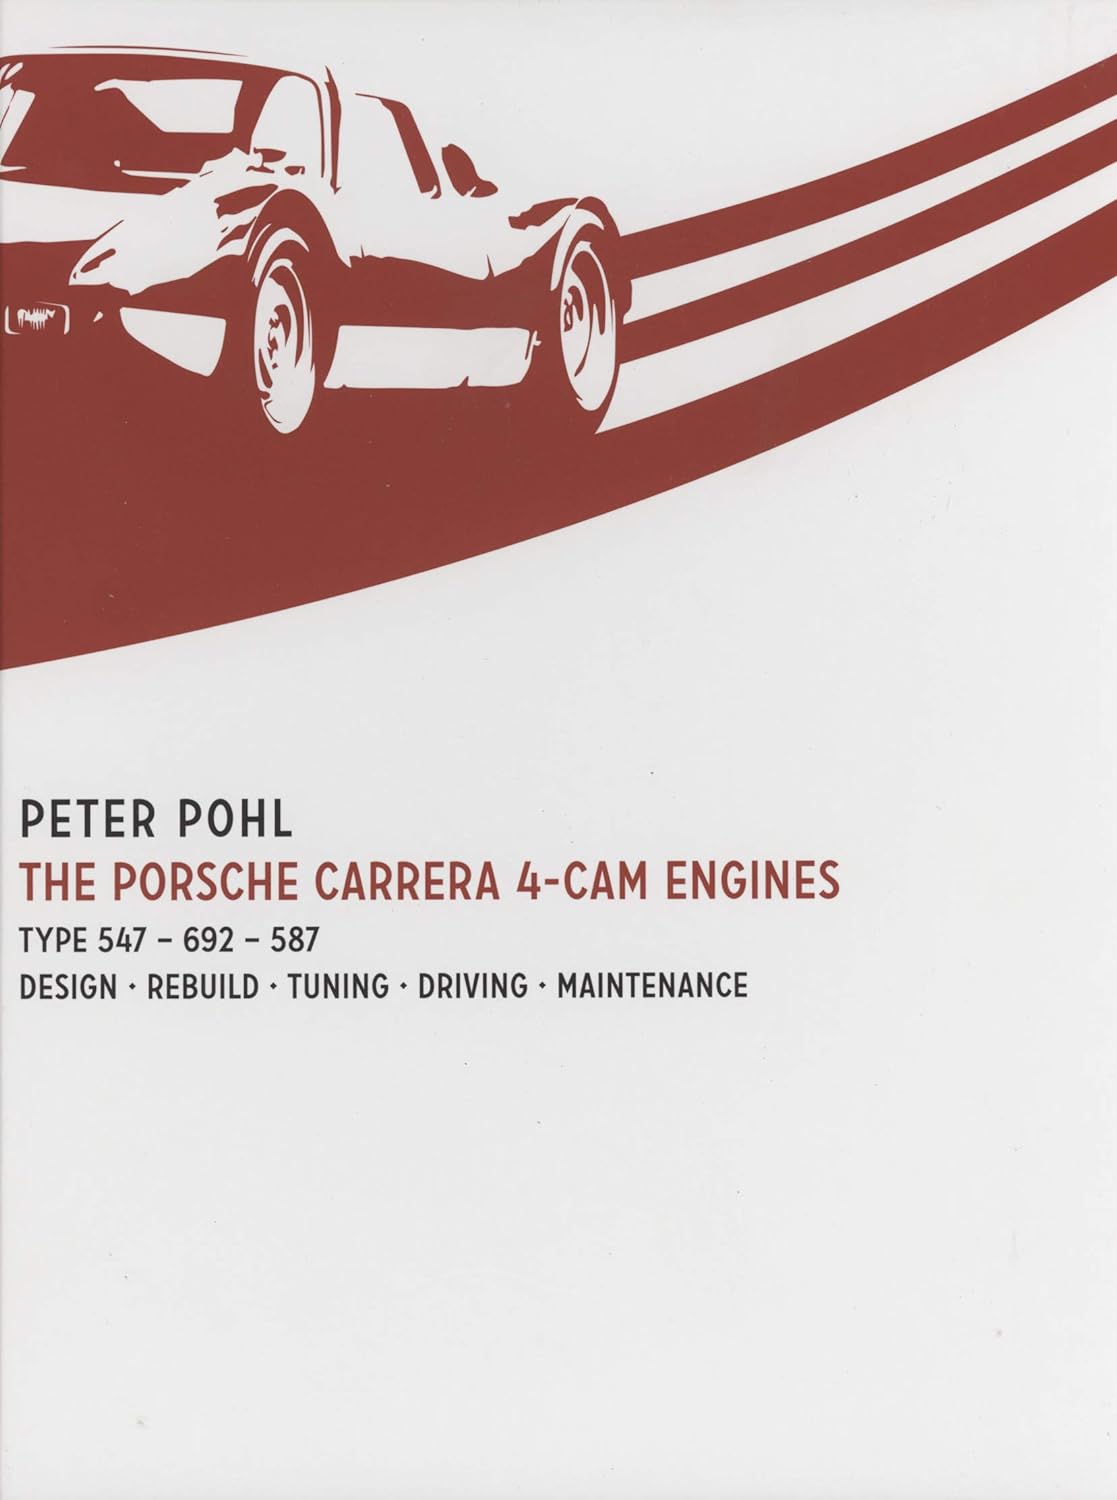 PETER POHL
THE PORSCHE CARRERA 4-CAM ENGINES
TYPE 547 – 692 – 587
DESIGN · REBUILD · TUNING · DRIVING · MAINTENANCE